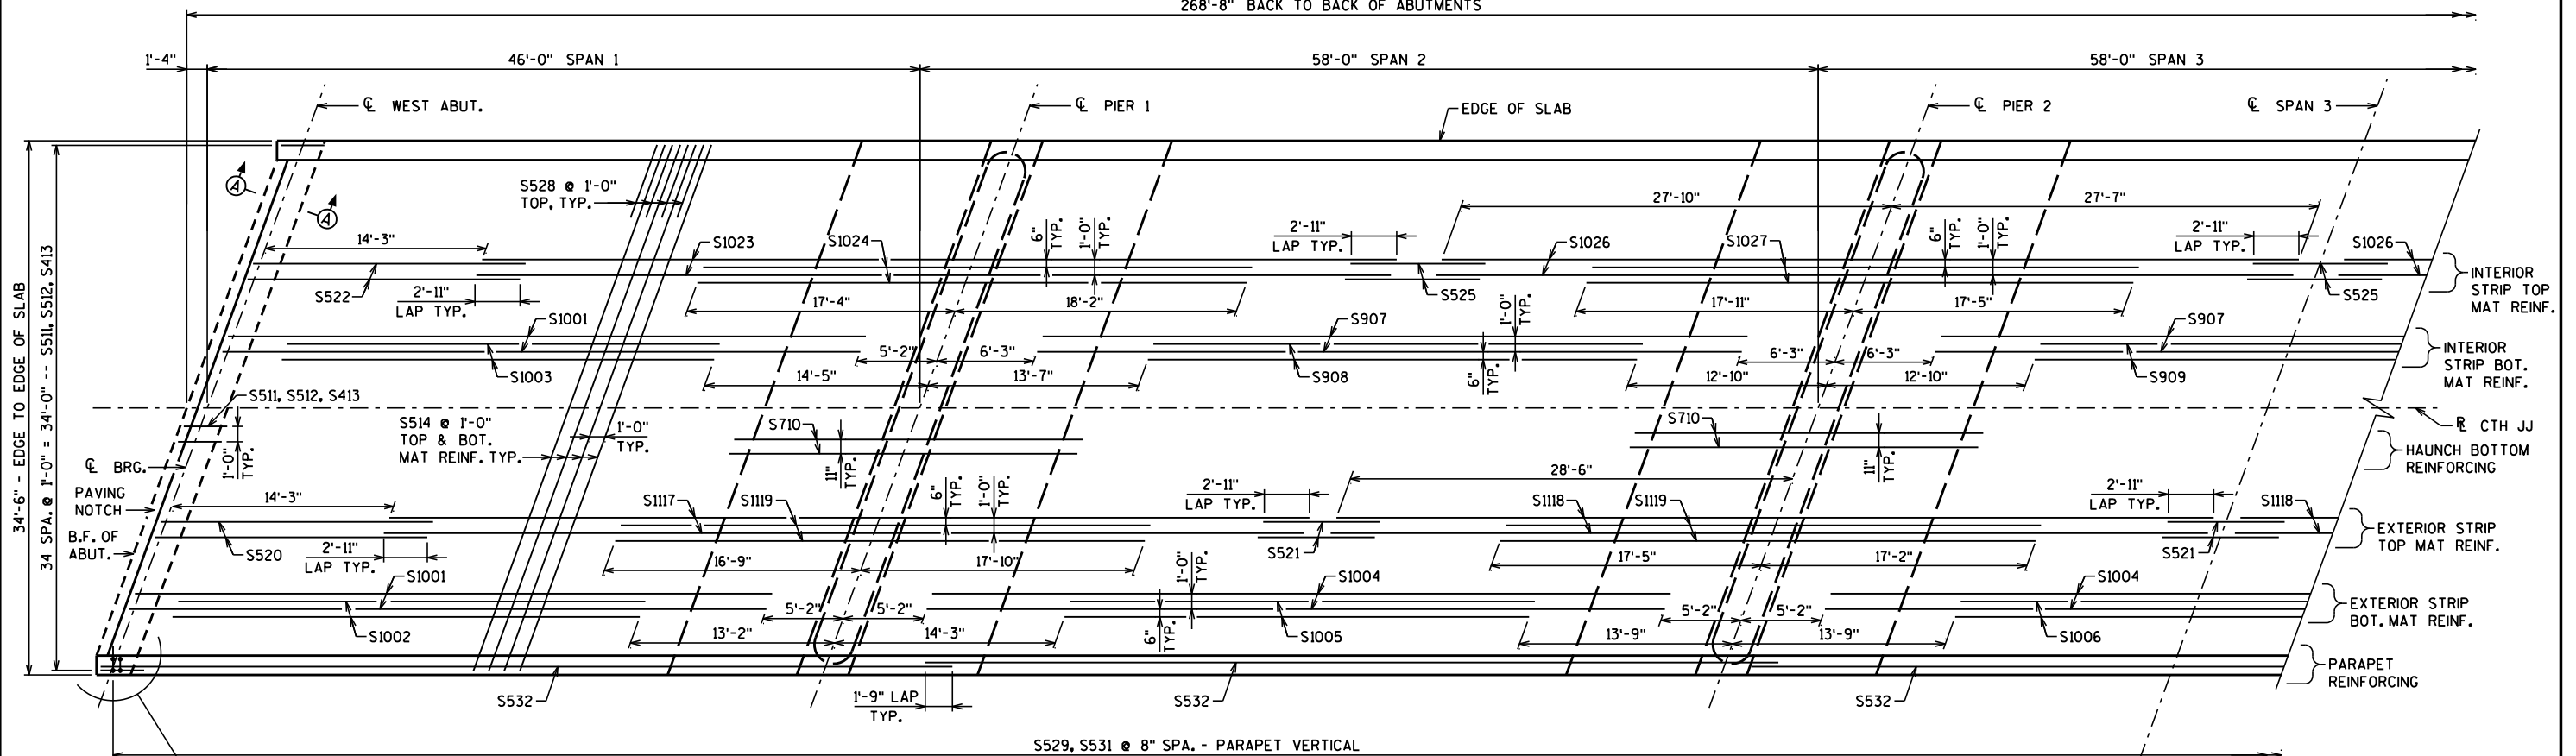 268'-8" BACK TO BACK OF ABUTMENTS
1'-4"
46'-0" SPAN 1
58'-0" SPAN 2
58'-0" SPAN 3
℄ WEST ABUT.
℄ PIER 1
EDGE OF SLAB
℄ PIER 2
℄ SPAN 3
A
A
S528 @ 1'-0"
TOP, TYP.
27'-10"
27'-7"
14'-3"
S1023
S1024
6"
TYP.
1'-0"
TYP.
2'-11"
LAP TYP.
S1026
S1027
6"
TYP.
1'-0"
TYP.
2'-11"
LAP TYP.
S1026
S522
2'-11"
LAP TYP.
17'-4"
18'-2"
S525
17'-11"
17'-5"
S525
INTERIOR
STRIP TOP
MAT REINF.
S1001
1'-0"
TYP.
S907
S907
5'-2"
6'-3"
6'-3"
6'-3"
S1003
14'-5"
13'-7"
S908
6"
TYP.
12'-10"
12'-10"
S909
INTERIOR
STRIP BOT.
MAT REINF.
34'-6" - EDGE TO EDGE OF SLAB
34 SPA. @ 1'-0" = 34'-0" -- S511, S512, S413
S511, S512, S413
1'-0"
TYP.
S514 @ 1'-0"
TOP & BOT.
MAT REINF. TYP.
1'-0"
TYP.
S710
11"
TYP.
S710
11"
TYP.
℞ CTH JJ
HAUNCH BOTTOM
REINFORCING
℄ BRG.
PAVING
NOTCH
B.F. OF
ABUT.
28'-6"
14'-3"
S1117
S1119
6"
TYP.
1'-0"
TYP.
2'-11"
LAP TYP.
S1118
S1119
2'-11"
LAP TYP.
S1118
S520
2'-11"
LAP TYP.
16'-9"
17'-10"
S521
17'-5"
17'-2"
S521
EXTERIOR STRIP
TOP MAT REINF.
S1001
1'-0"
TYP.
S1004
S1004
5'-2"
5'-2"
5'-2"
5'-2"
S1002
13'-2"
14'-3"
6"
TYP.
S1005
13'-9"
13'-9"
S1006
EXTERIOR STRIP
BOT. MAT REINF.
PARAPET
REINFORCING
S532
1'-9" LAP
TYP.
S532
S532
S529, S531 @ 8" SPA. - PARAPET VERTICAL